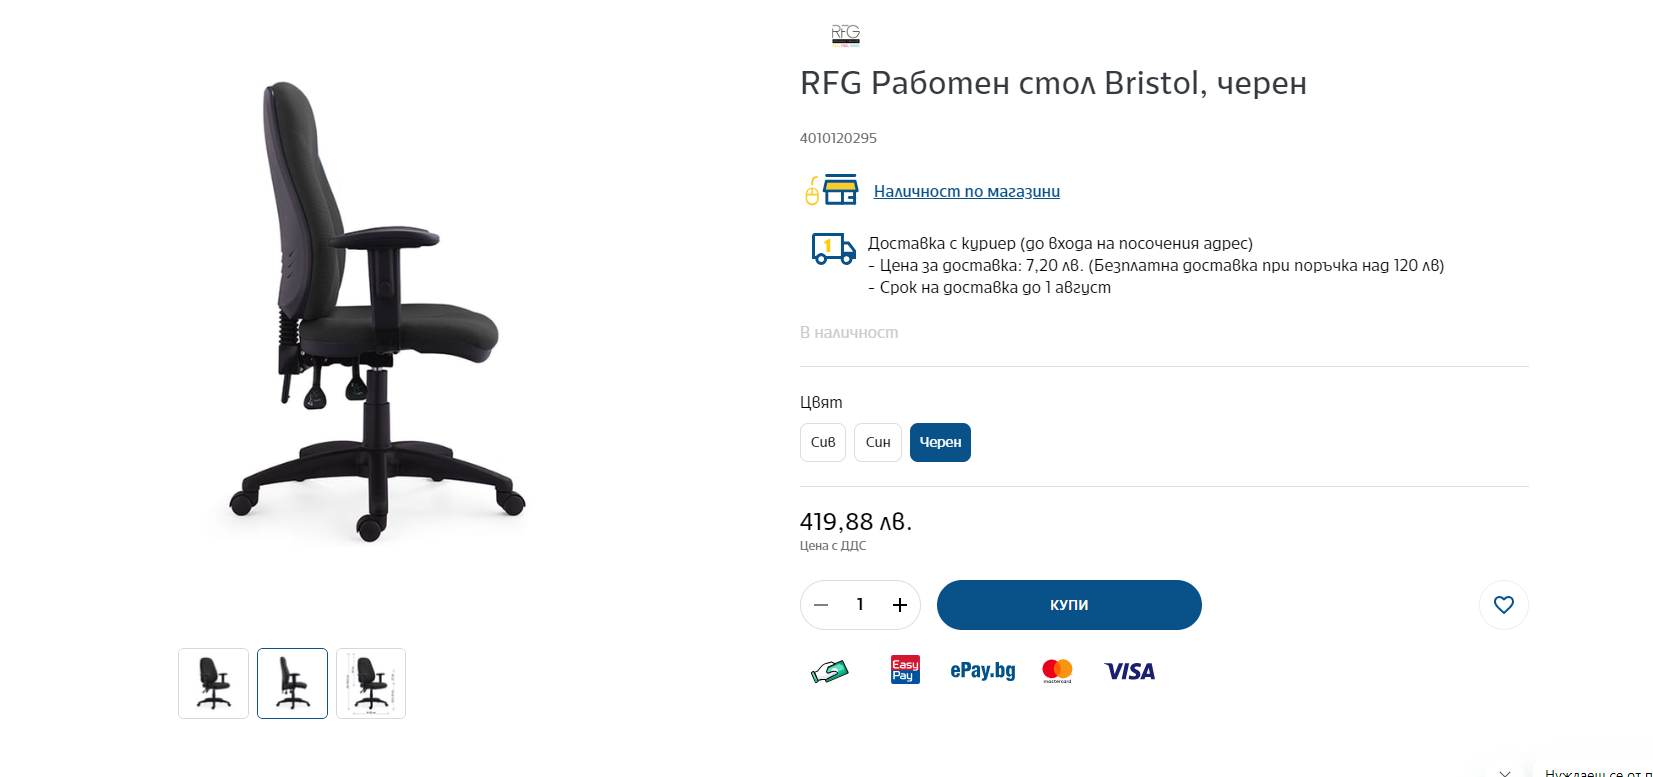 RFG
RFG Работен стол Bristol, черен
4010120295
Наличност по магазини
1
Доставка с куриер (до входа на посочения адрес)
- Цена за доставка: 7,20 лв. (Безплатна доставка при поръчка над 120 лв)
- Срок на доставка до 1 август
В наличност
Цвят
Сив Син Черен
419,88 лв.
Цена с ДДС
1 КУПИ
Easy Pay ePay.bg mastercard VISA
Нуждаеш се от п